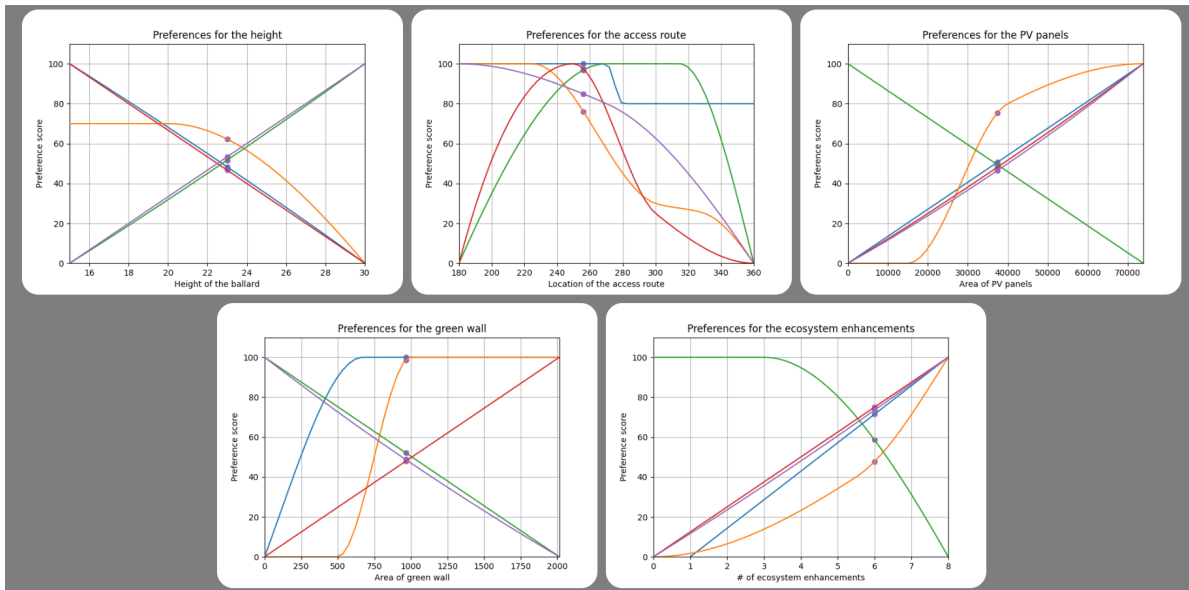 Preferences for the height
100
80
60
40
20
0
Preference score
16 18 20 22 24 26 28 30
Height of the ballard
Preferences for the access route
100
80
60
40
20
0
Preference score
180 200 220 240 260 280 300 320 340 360
Location of the access route
Preferences for the PV panels
100
80
60
40
20
0
Preference score
0 10000 20000 30000 40000 50000 60000 70000
Area of PV panels
Preferences for the green wall
100
80
60
40
20
0
Preference score
0 250 500 750 1000 1250 1500 1750 2000
Area of green wall
Preferences for the ecosystem enhancements
100
80
60
40
20
0
Preference score
0 1 2 3 4 5 6 7 8
# of ecosystem enhancements